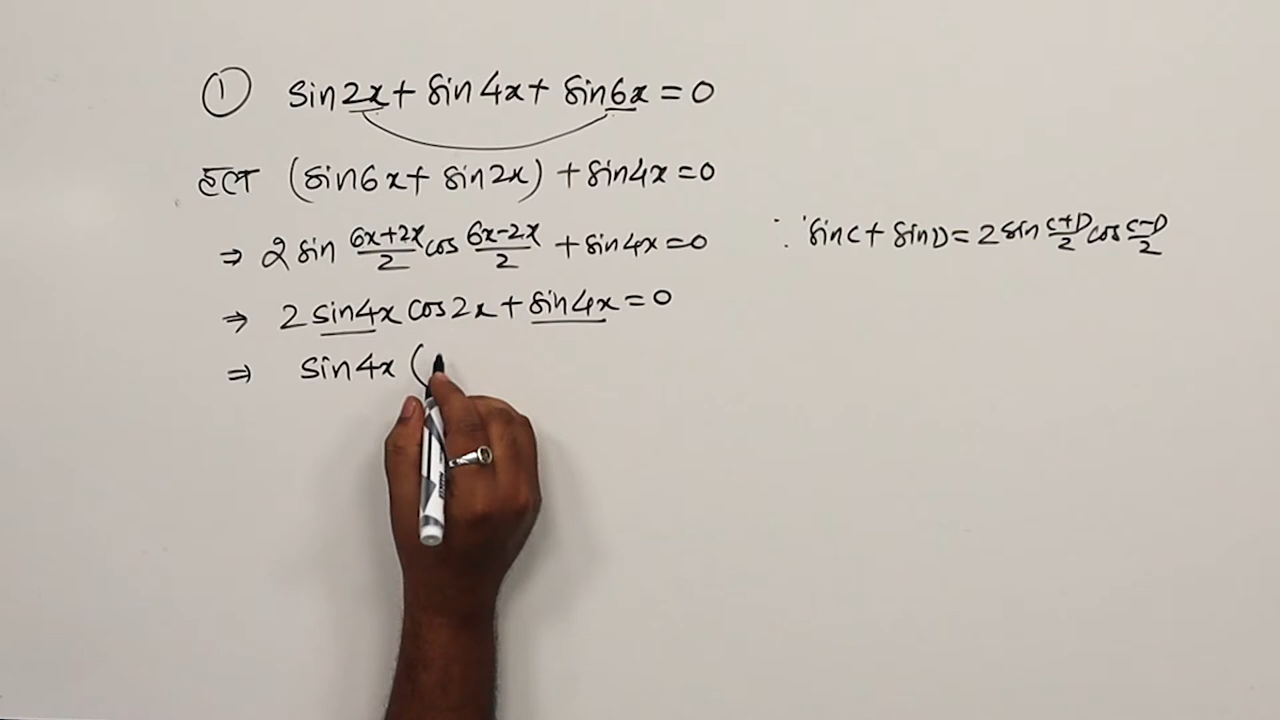 ① sin2x + sin4x + sin6x = 0
हल (sin6x + sin2x) + sin4x = 0
⇒ 2 sin (6x+2x)/2 cos (6x-2x)/2 + sin4x = 0
∵ sinC + sinD = 2 sin (C+D)/2 cos (C-D)/2
⇒ 2 sin4x cos2x + sin4x = 0
⇒ sin4x (